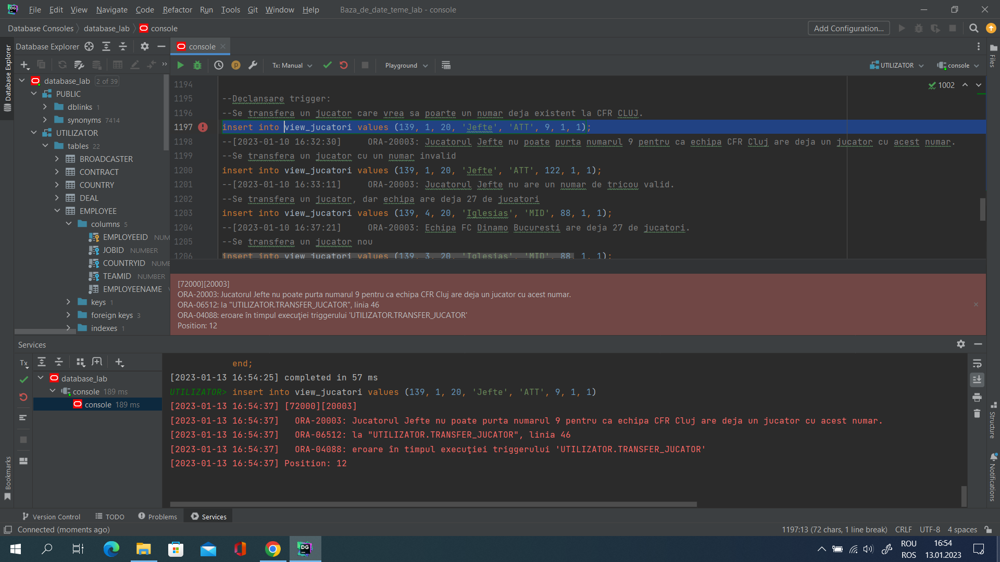 DG File Edit View Navigate Code Refactor Run Tools Git Window Help Baza_de_date_teme_lab - console
Database Consoles database_lab console Add Configuration...
Database Explorer console
Tx: Manual Playground UTILIZATOR console
Database Explorer
Files
database_lab 2 of 39
PUBLIC
dblinks 1
synonyms 7414
UTILIZATOR
tables 22
BROADCASTER
CONTRACT
COUNTRY
DEAL
EMPLOYEE
columns 5
EMPLOYEEID NUM
JOBID NUMBER
COUNTRYID NUME
TEAMID NUMBER
EMPLOYEENAME
keys 1
foreign keys 3
indexes 1
1002
1194
1195 --Declansare trigger:
1196 --Se transfera un jucator care vrea sa poarte un numar deja existent la CFR CLUJ.
1197 insert into view_jucatori values (139, 1, 20, 'Jefte', 'ATT', 9, 1, 1);
1198 --[2023-01-10 16:32:30] ORA-20003: Jucatorul Jefte nu poate purta numarul 9 pentru ca echipa CFR Cluj are deja un jucator cu acest numar.
1199 --Se transfera un jucator cu un numar invalid
1200 insert into view_jucatori values (139, 1, 20, 'Jefte', 'ATT', 122, 1, 1);
1201 --[2023-01-10 16:33:11] ORA-20003: Jucatorul Jefte nu are un numar de tricou valid.
1202 --Se transfera un jucator, dar echipa are deja 27 de jucatori
1203 insert into view_jucatori values (139, 4, 20, 'Iglesias', 'MID', 88, 1, 1);
1204 --[2023-01-10 16:37:21] ORA-20003: Echipa FC Dinamo Bucuresti are deja 27 de jucatori.
1205 --Se transfera un jucator nou
1206 insert into view_jucatori values (139, 3, 20, 'Iglesias', 'MID', 88, 1, 1);
[72000][20003]
ORA-20003: Jucatorul Jefte nu poate purta numarul 9 pentru ca echipa CFR Cluj are deja un jucator cu acest numar.
ORA-06512: la "UTILIZATOR.TRANSFER_JUCATOR", linia 46
ORA-04088: eroare în timpul execuţiei triggerului 'UTILIZATOR.TRANSFER_JUCATOR'
Position: 12
Services
Tx
database_lab
console 189 ms
console 189 ms
end;
[2023-01-13 16:54:25] completed in 57 ms
UTILIZATOR> insert into view_jucatori values (139, 1, 20, 'Jefte', 'ATT', 9, 1, 1)
[2023-01-13 16:54:37] [72000][20003]
[2023-01-13 16:54:37] ORA-20003: Jucatorul Jefte nu poate purta numarul 9 pentru ca echipa CFR Cluj are deja un jucator cu acest numar.
[2023-01-13 16:54:37] ORA-06512: la "UTILIZATOR.TRANSFER_JUCATOR", linia 46
[2023-01-13 16:54:37] ORA-04088: eroare în timpul execuţiei triggerului 'UTILIZATOR.TRANSFER_JUCATOR'
[2023-01-13 16:54:37] Position: 12
Bookmarks
Structure
Notifications
Version Control TODO Problems Services
Connected (moments ago) 1197:13 (72 chars, 1 line break) CRLF UTF-8 4 spaces
DG
ROU 16:54
ROS 13.01.2023